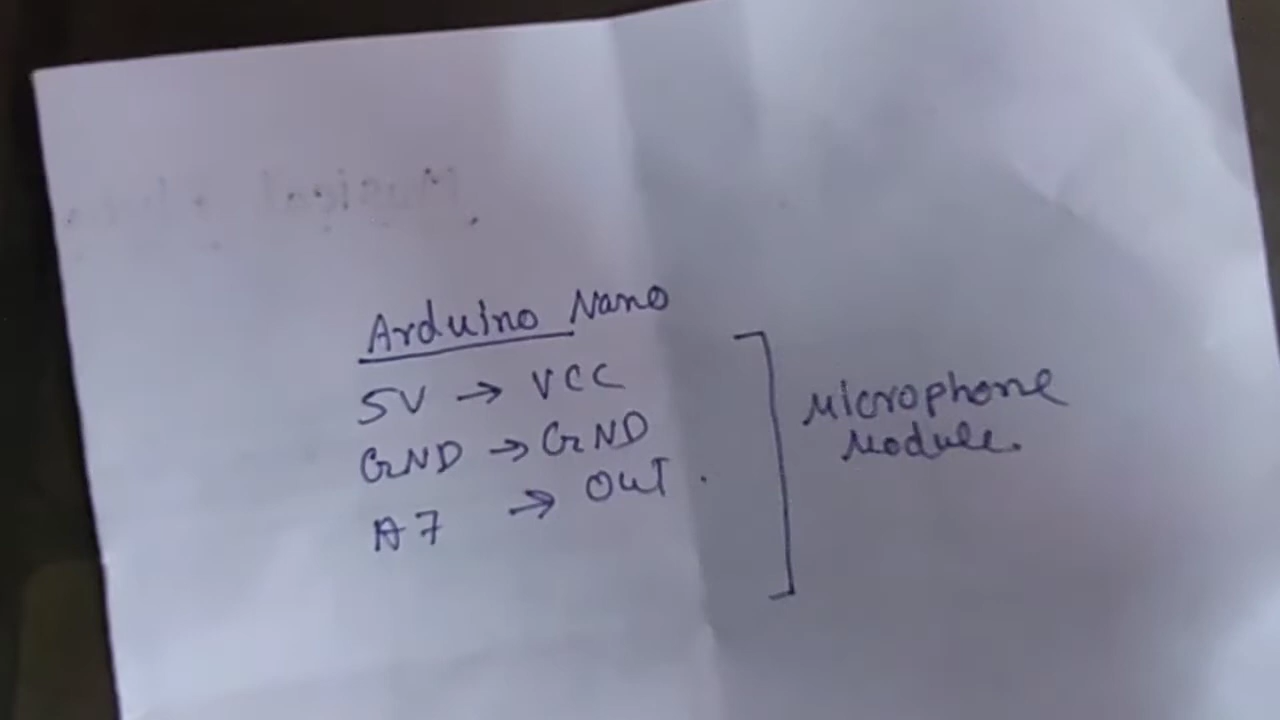 Arduino Nano
5V → VCC
GND → GND
A7 → OUT.
Microphone
Module.